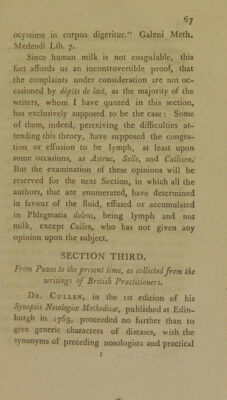 67
ocyssime in corpus digeritur." Galeni Meth.
Medendi Lib. 7.
Since human milk is not coagulable, this
fact affords us an incontrovertible proof, that
the complaints under consideration are not oc-
casioned by dépôts de lait, as the majority of the
writers, whom I have quoted in this section,
has exclusively supposed to be the case: Some
of them, indeed, perceiving the difficulties at-
tending this theory, have supposed the conges-
tion or effusion to be lymph, at least upon
some occasions, as Astruc, Selle, and Callisen.
But the examination of these opinions will be
reserved for the next Section, in which all the
authors, that are enumerated, have determined
in favour of the fluid, effused or accumulated
in Phlegmatia dolens, being lymph and not
milk, except Cullen, who has not given any
opinion upon the subject.
SECTION THIRD.
From Puzos to the present time, as collected from the
writings of British Practitioners.
DR. CULLEN, in the 1st edition of his
Synopsis Nosologiæ Methodicæ, published at Edin-
burgh in 1765, proceeded no further than to
give generic characters of diseases, with the
synonyms of preceding nosologists and practical
I